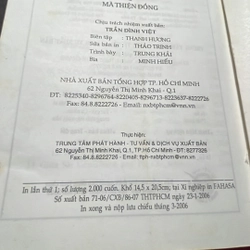 MÃ THIỆN ĐỒNG
Chịu trách nhiệm xuất bản:
TRẦN ĐÌNH VIỆT
Biên tập : THANH HƯƠNG
Sửa bản in : THẢO TRINH
Trình bày : TRUNG KHẢI
Bìa : MINH HIẾU
NHÀ XUẤT BẢN TỔNG HỢP TP. HỒ CHÍ MINH
62 Nguyễn Thị Minh Khai - Q.1
ĐT: 8225340-8296764-8220405-8296713-8223637-8222726
Fax: 84.8.8222726 - Email: nxbtphcm@vnn.vn
Thực hiện:
TRUNG TÂM PHÁT HÀNH - TƯ VẤN & DỊCH VỤ XUẤT BẢN
62 Nguyễn Thị Minh Khai, Q.1, TP.Hồ Chí Minh - ĐT:
Fax: 84.8.8222726 - Email: tph-nxbtphcm@vnn.vn
In lần thứ 1; số lượng 2.000 cuốn. Khổ 14,5 x 20,5cm; tại Xí nghiệp in FAHASA
Số xuất bản 71-06/CXB/86-07 THTPHCM ngày 23-1-2006
In xong và nộp lưu chiểu tháng 3-2006